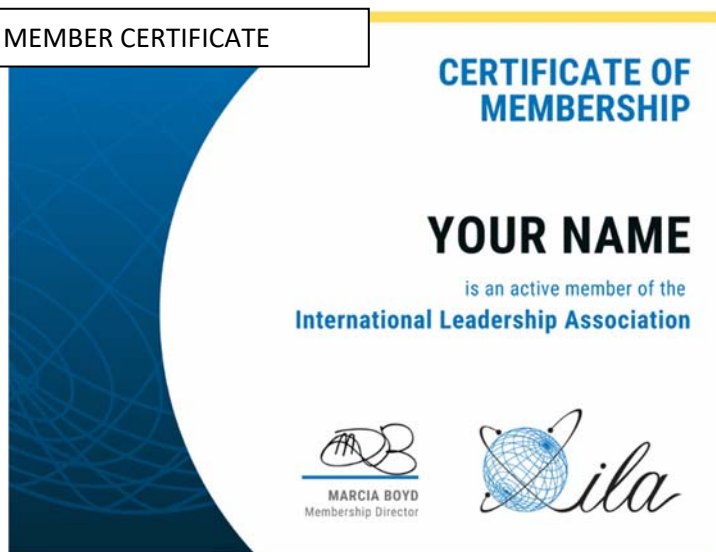 MEMBER CERTIFICATE
CERTIFICATE OF
MEMBERSHIP
YOUR NAME
is an active member of the
International Leadership Association
MARCIA BOYD
Membership Director
ila